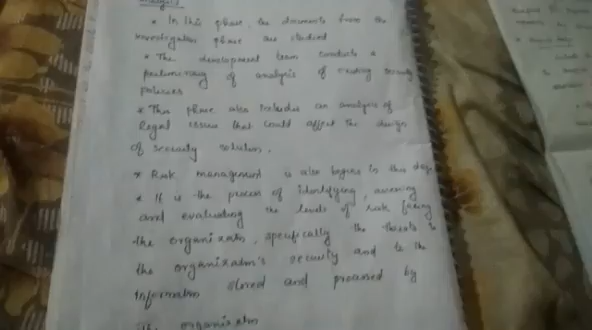 Analysis
* In this phase, the documents from the
investigation phase are studied
* The development team conducts a
preliminary of analysis of existing security
policies
* This phase also includes an analysis of
legal issues that could affect the design
of security solution.
* Risk management is also begins in this
* It is the process of identifying, assessing
and evaluating the levels of risk facing
the organization, specifically the threats to
the organization's security and to the
Information stored and processed by
the organization